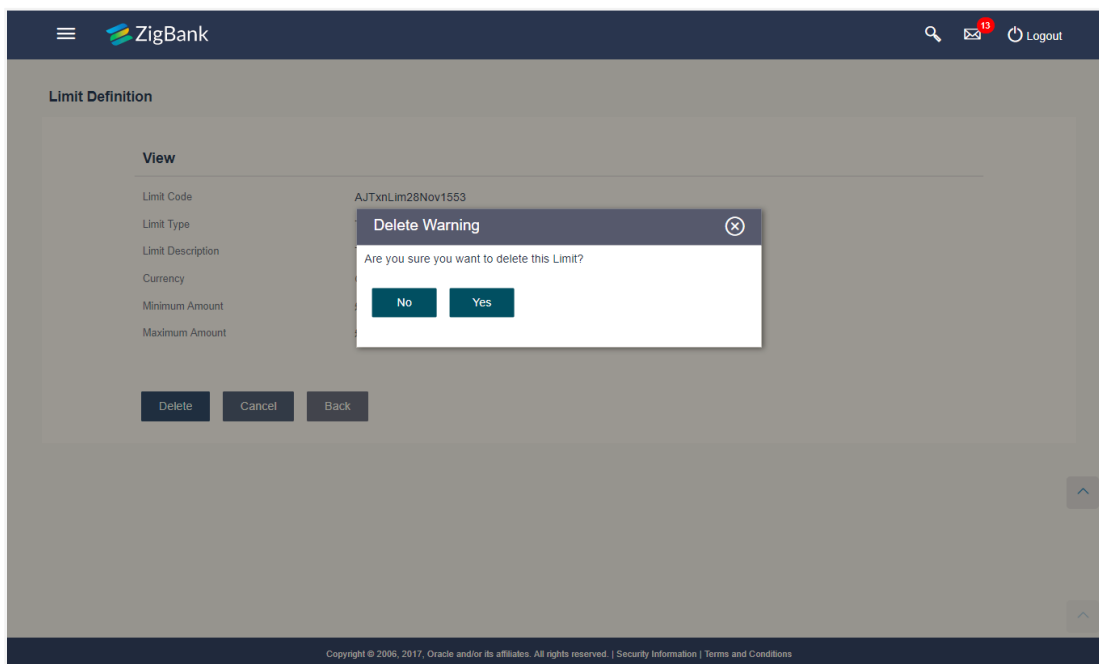 ZigBank
13
Logout
Limit Definition
View
Limit Code AJTxnLim28Nov1553
Limit Type
Limit Description
Currency
Minimum Amount
Maximum Amount
Delete Warning
Are you sure you want to delete this Limit?
No Yes
Delete Cancel Back
Copyright © 2006, 2017, Oracle and/or its affiliates. All rights reserved. | Security Information | Terms and Conditions